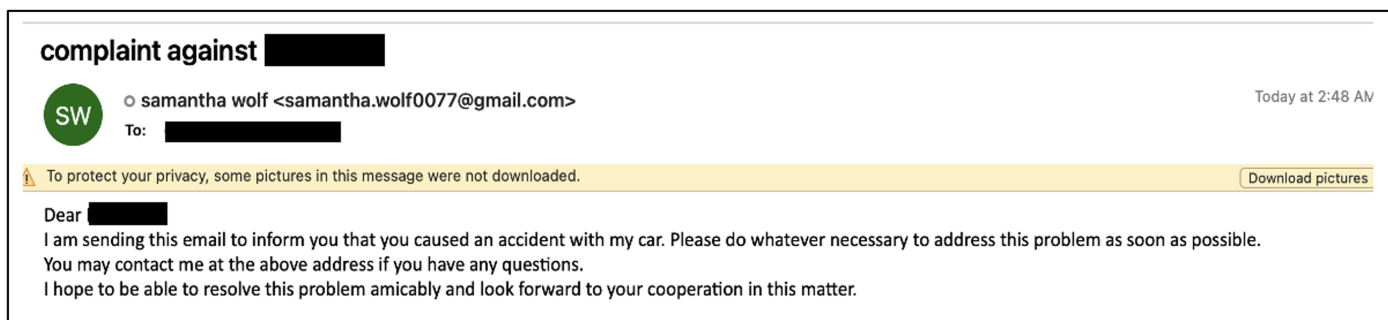 complaint against
SW
samantha wolf <samantha.wolf0077@gmail.com>
Today at 2:48 AM
To:
To protect your privacy, some pictures in this message were not downloaded.
Download pictures
Dear
I am sending this email to inform you that you caused an accident with my car. Please do whatever necessary to address this problem as soon as possible.
You may contact me at the above address if you have any questions.
I hope to be able to resolve this problem amicably and look forward to your cooperation in this matter.